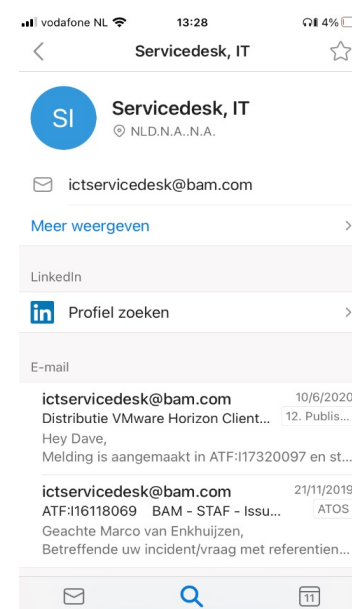 vodafone NL 13:28 4%
Servicedesk, IT
SI
Servicedesk, IT
NLD.N.A..N.A.
ictservicedesk@bam.com
Meer weergeven
LinkedIn
in Profiel zoeken
E-mail
ictservicedesk@bam.com 10/6/2020
Distributie VMware Horizon Client... 12. Publis...
Hey Dave,
Melding is aangemaakt in ATF:I17320097 en st...
ictservicedesk@bam.com 21/11/2019
ATF:I16118069 BAM - STAF - Issu... ATOS
Geachte Marco van Enkhuijzen,
Betreffende uw incident/vraag met referentien...
11